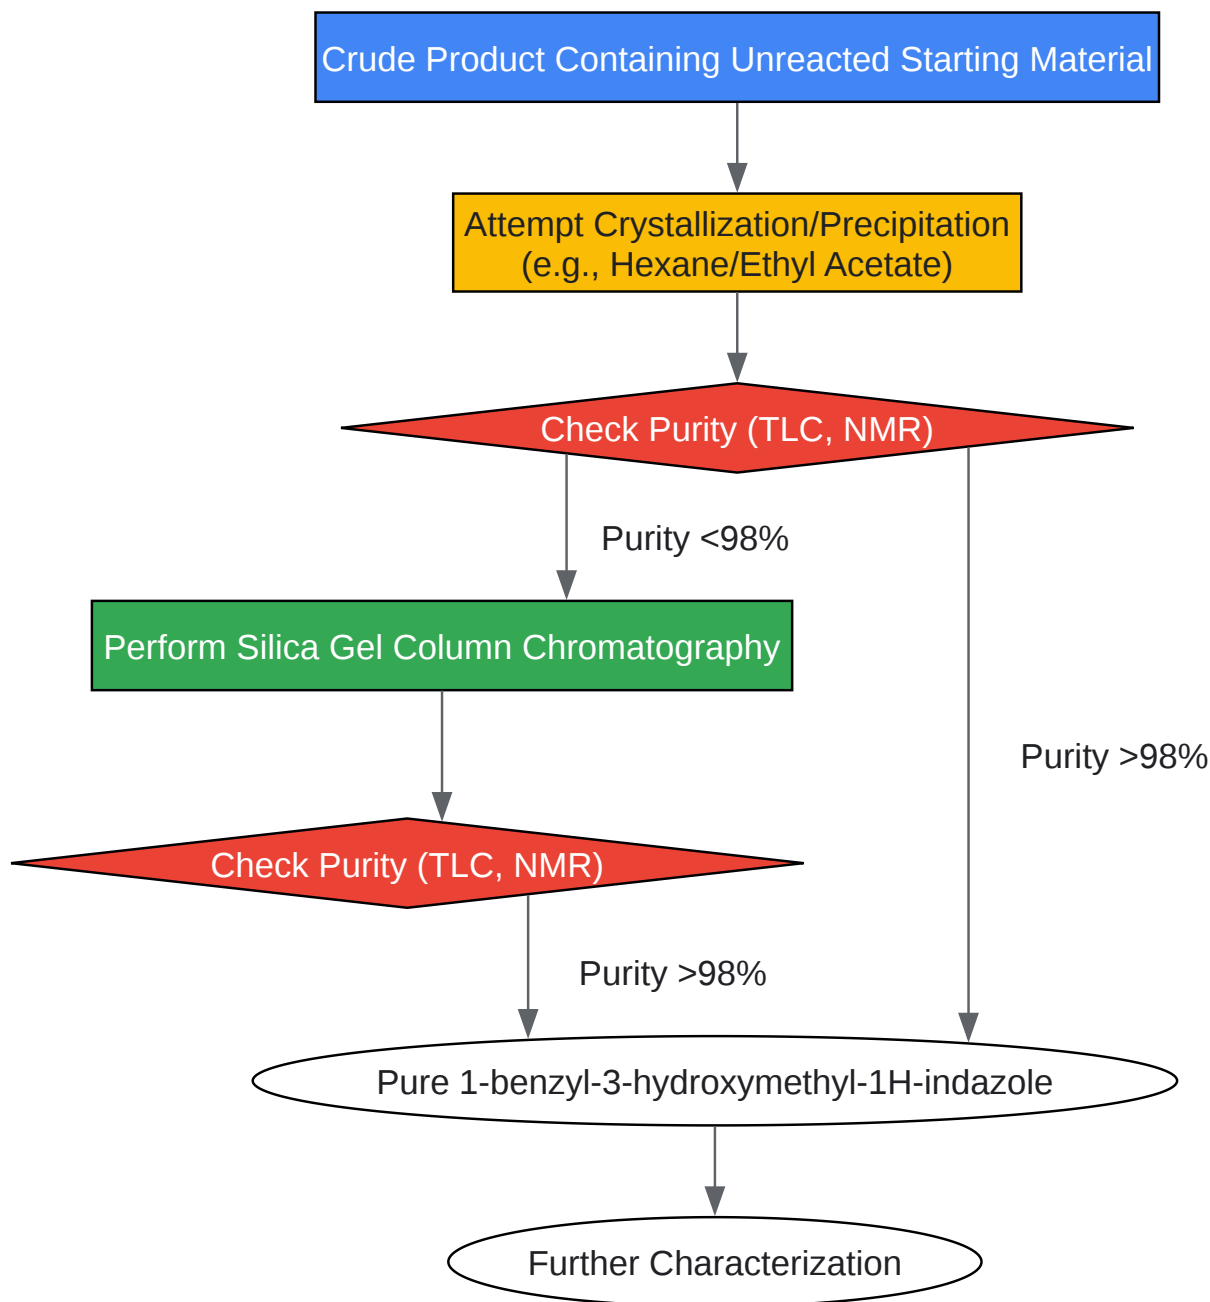 Crude Product Containing Unreacted Starting Material
Attempt Crystallization/Precipitation
(e.g., Hexane/Ethyl Acetate)
Check Purity (TLC, NMR)
Purity <98%
Perform Silica Gel Column Chromatography
Purity >98%
Check Purity (TLC, NMR)
Purity >98%
Pure 1-benzyl-3-hydroxymethyl-1H-indazole
Further Characterization